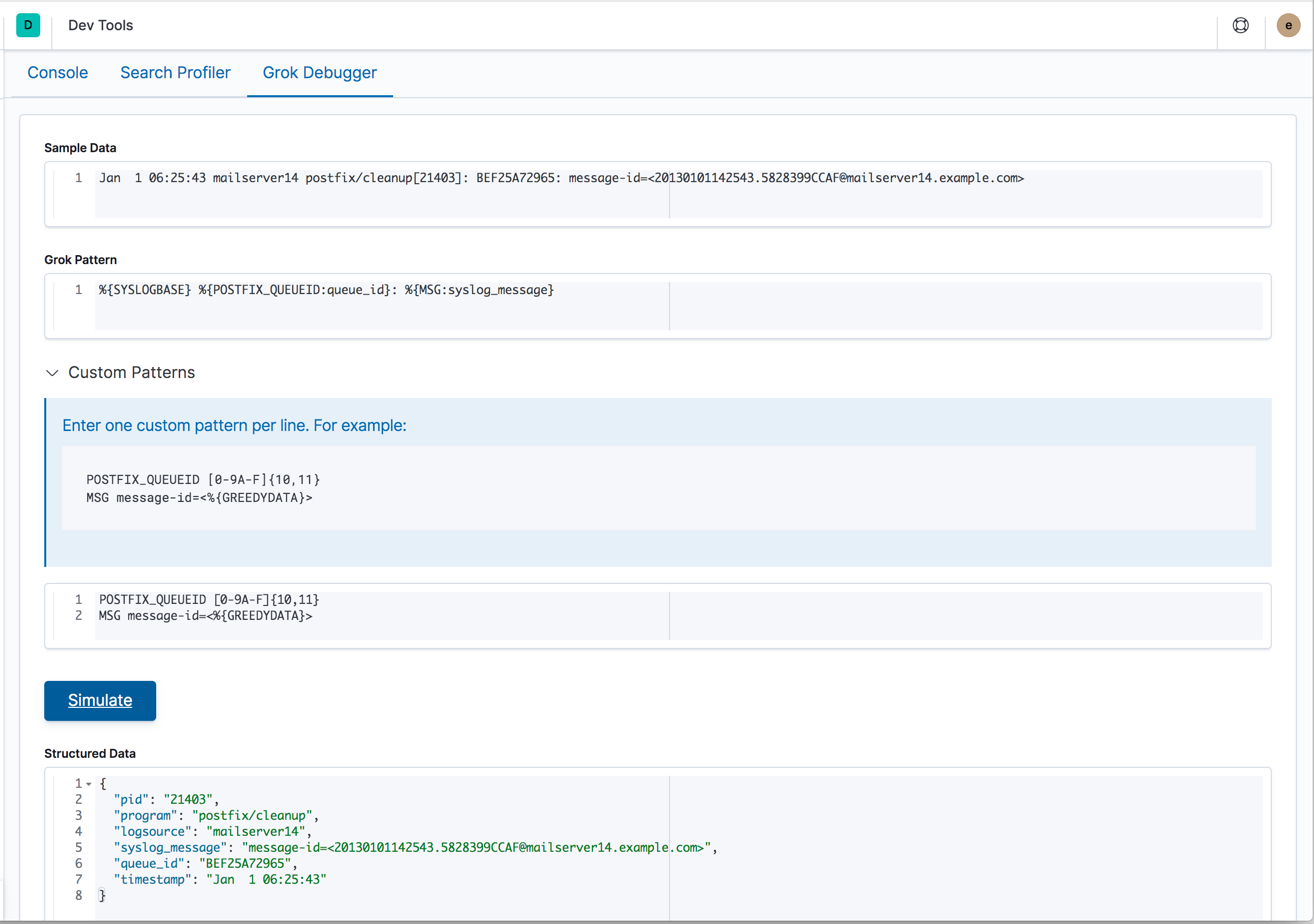 D Dev Tools e
Console Search Profiler Grok Debugger
Sample Data
1 Jan  1 06:25:43 mailserver14 postfix/cleanup[21403]: BEF25A72965: message-id=<20130101142543.5828399CCAF@mailserver14.example.com>
Grok Pattern
1 %{SYSLOGBASE} %{POSTFIX_QUEUEID:queue_id}: %{MSG:syslog_message}
Custom Patterns
Enter one custom pattern per line. For example:
POSTFIX_QUEUEID [0-9A-F]{10,11}
MSG message-id=<%{GREEDYDATA}>
1 POSTFIX_QUEUEID [0-9A-F]{10,11}
2 MSG message-id=<%{GREEDYDATA}>
Simulate
Structured Data
1 {
2   "pid": "21403",
3   "program": "postfix/cleanup",
4   "logsource": "mailserver14",
5   "syslog_message": "message-id=<20130101142543.5828399CCAF@mailserver14.example.com>",
6   "queue_id": "BEF25A72965",
7   "timestamp": "Jan  1 06:25:43"
8 }